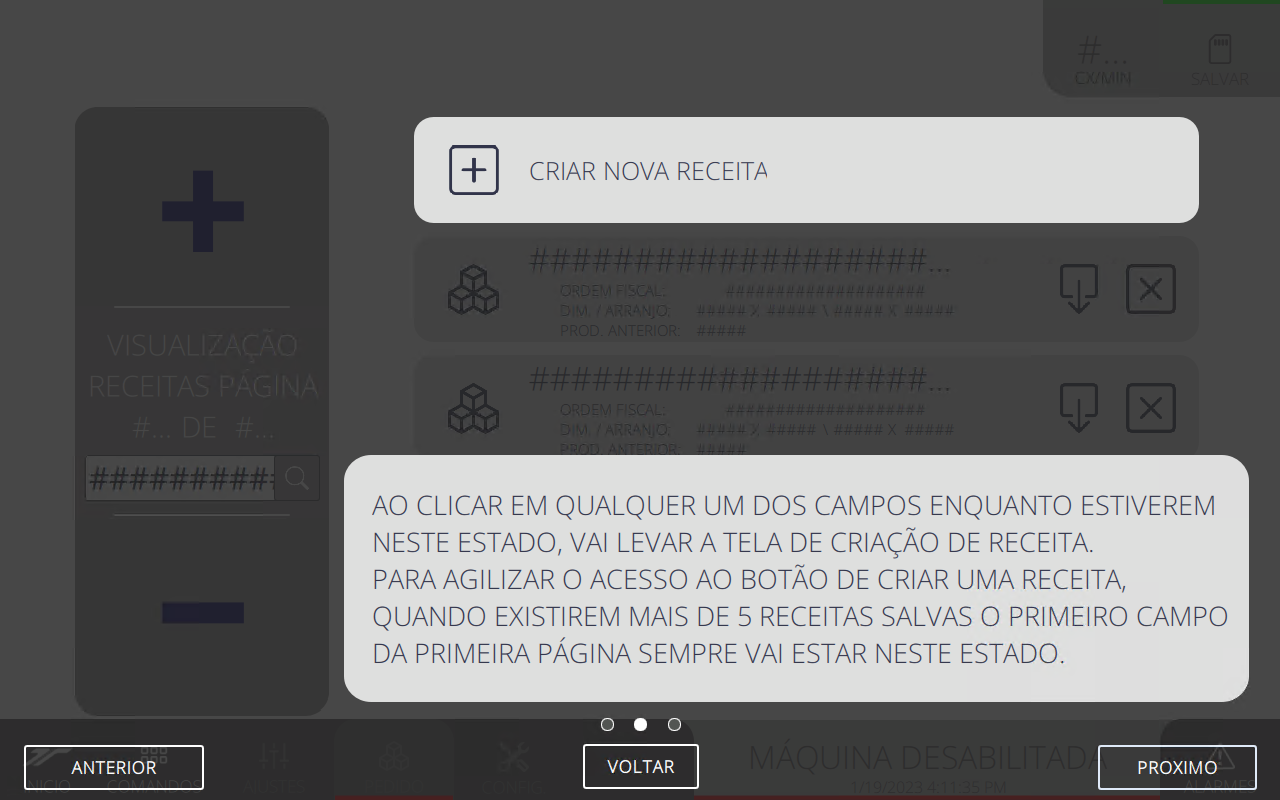 #...
CX/MIN
SALVAR
CRIAR NOVA RECEITA
###################...
ORDEM FISCAL: ####################
DIM. / ARRANJO: ##### X ##### \ ##### X #####
PROD. ANTERIOR: #####
###################...
ORDEM FISCAL: ####################
DIM. / ARRANJO: ##### X ##### \ ##### X #####
PROD. ANTERIOR: #####
VISUALIZAÇÃO
RECEITAS PÁGINA
#... DE #...
##########
AO CLICAR EM QUALQUER UM DOS CAMPOS ENQUANTO ESTIVEREM
NESTE ESTADO, VAI LEVAR A TELA DE CRIAÇÃO DE RECEITA.
PARA AGILIZAR O ACESSO AO BOTÃO DE CRIAR UMA RECEITA,
QUANDO EXISTIREM MAIS DE 5 RECEITAS SALVAS O PRIMEIRO CAMPO
DA PRIMEIRA PÁGINA SEMPRE VAI ESTAR NESTE ESTADO.
ANTERIOR
VOLTAR
PROXIMO
INICIO
COMANDOS
AJUSTES
CONFIG
MÁQUINA DESABILITADA
1/19/2023 4:11:35 PM
ALARMES